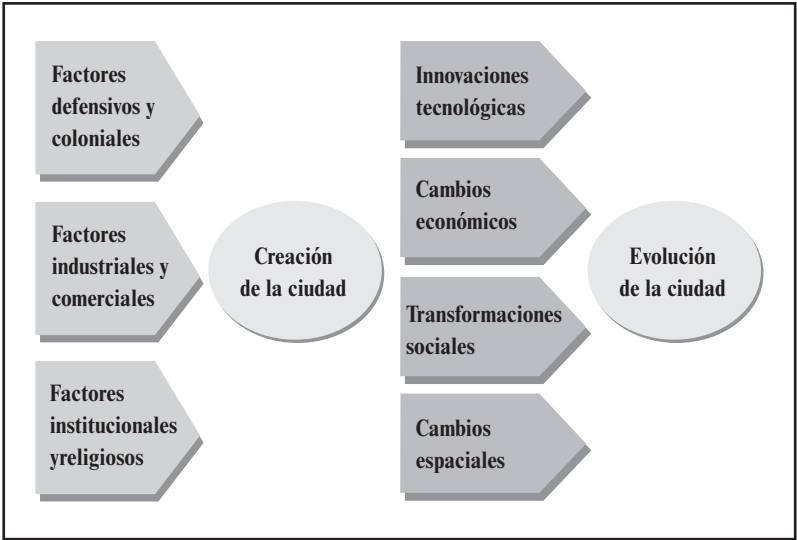 Factores
defensivos y
coloniales
Factores
industriales y
comerciales
Factores
institucionales
yreligiosos
Creación
de la ciudad
Innovaciones
tecnológicas
Cambios
económicos
Transformaciones
sociales
Cambios
espaciales
Evolución
de la ciudad